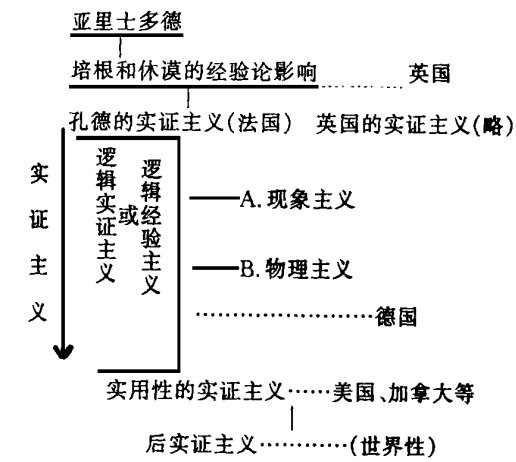 亚里士多德
培根和休谟的经验论影响 ………… 英国
孔德的实证主义(法国) 英国的实证主义(略)
实证主义
逻辑实证主义
或
逻辑经验主义
A.现象主义
B.物理主义
……………………德国
实用性的实证主义……美国、加拿大等
后实证主义…………(世界性)